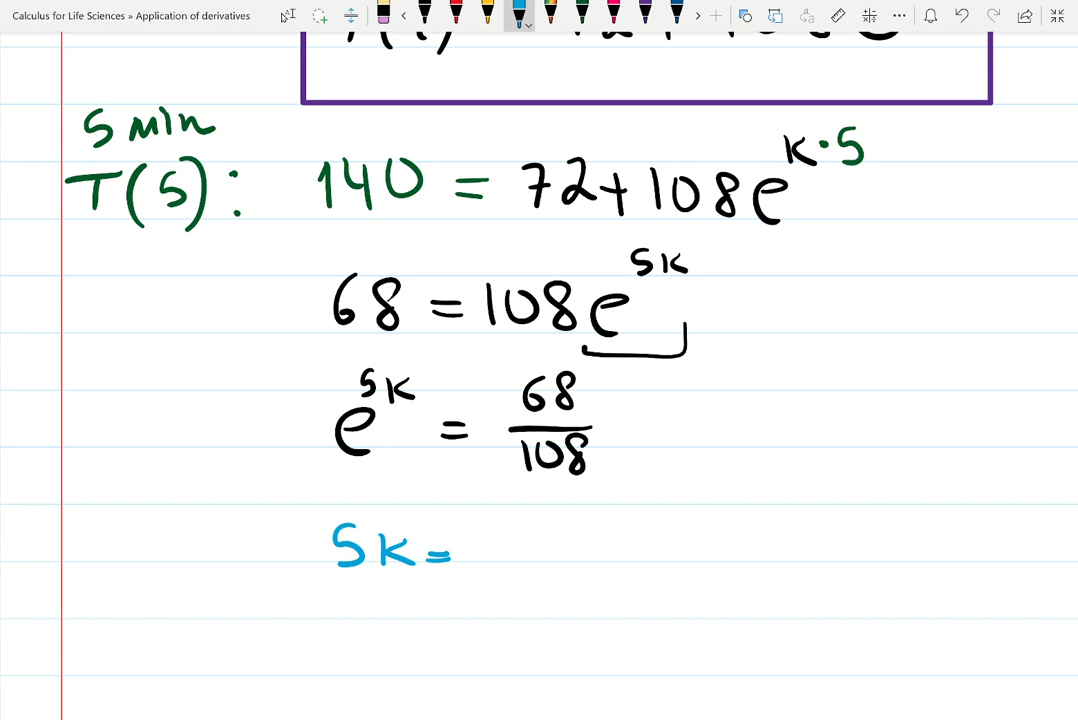 Calculus for Life Sciences » Application of derivatives
5 min
T(5): 140 = 72 + 108e^{K·5}
68 = 108e^{5K}
e^{5K} = \frac{68}{108}
5K =